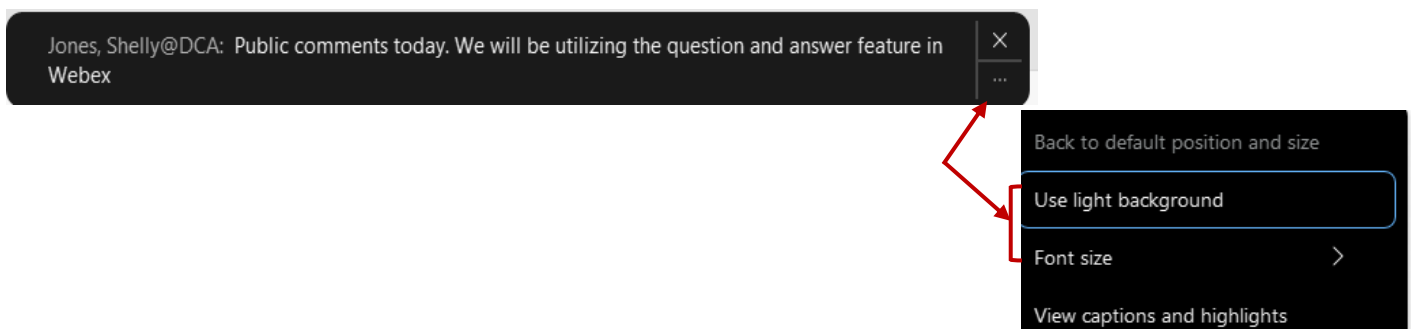 Jones, Shelly@DCA: Public comments today. We will be utilizing the question and answer feature in
Webex
...
Back to default position and size
Use light background
Font size
View captions and highlights